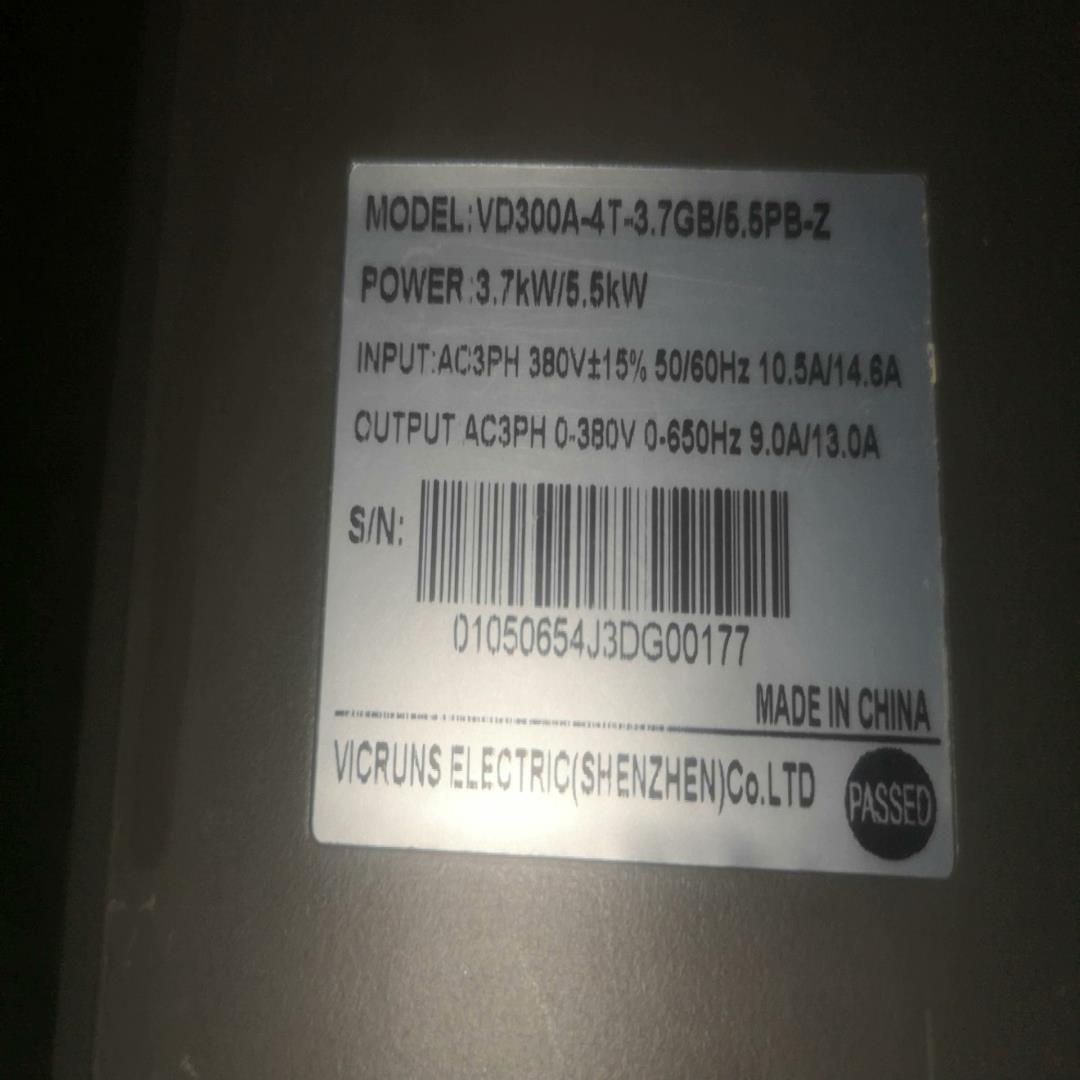 MODEL:VD300A-4T-3.7GB/5.5PB-Z
POWER:3.7kW/5.5kW
INPUT:AC3PH 380V±15% 50/60Hz 10.5A/14.6A
OUTPUT AC3PH 0-380V 0-650Hz 9.0A/13.0A
S/N:
01050654J3DG00177
MADE IN CHINA
VICRUNS ELECTRIC(SHENZHEN)Co.LTD
PASSED